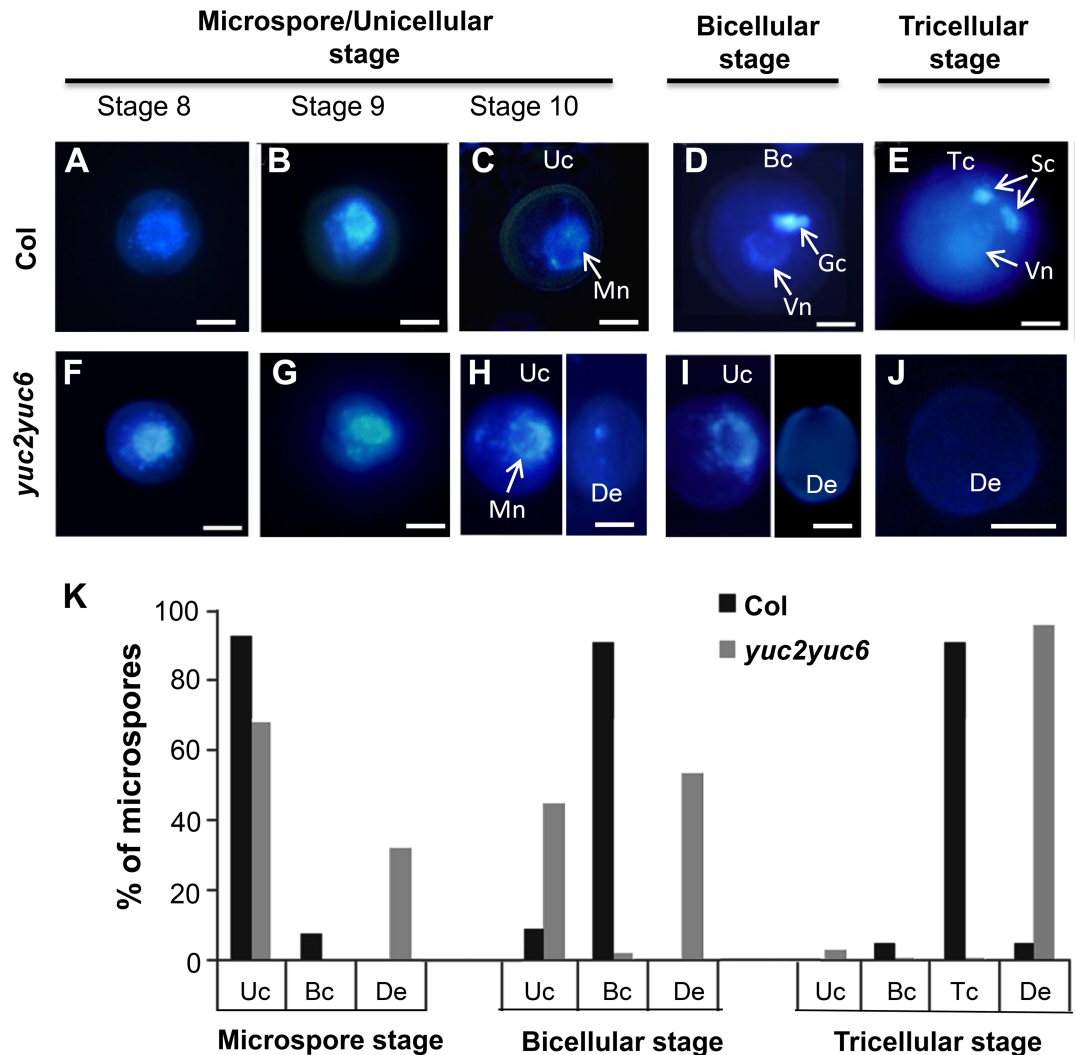 Microspore/Unicellular stage
Bicellular stage
Tricellular stage
Stage 8
Stage 9
Stage 10
Col
A
B
C
Uc
Mn
D
Bc
Gc
Vn
E
Tc
Sc
Vn
yuc2yuc6
F
G
H
Uc
Mn
De
I
Uc
De
J
De
K
% of microspores
100
80
60
40
20
0
Col
yuc2yuc6
Uc Bc De
Uc Bc De
Uc Bc Tc De
Microspore stage
Bicellular stage
Tricellular stage